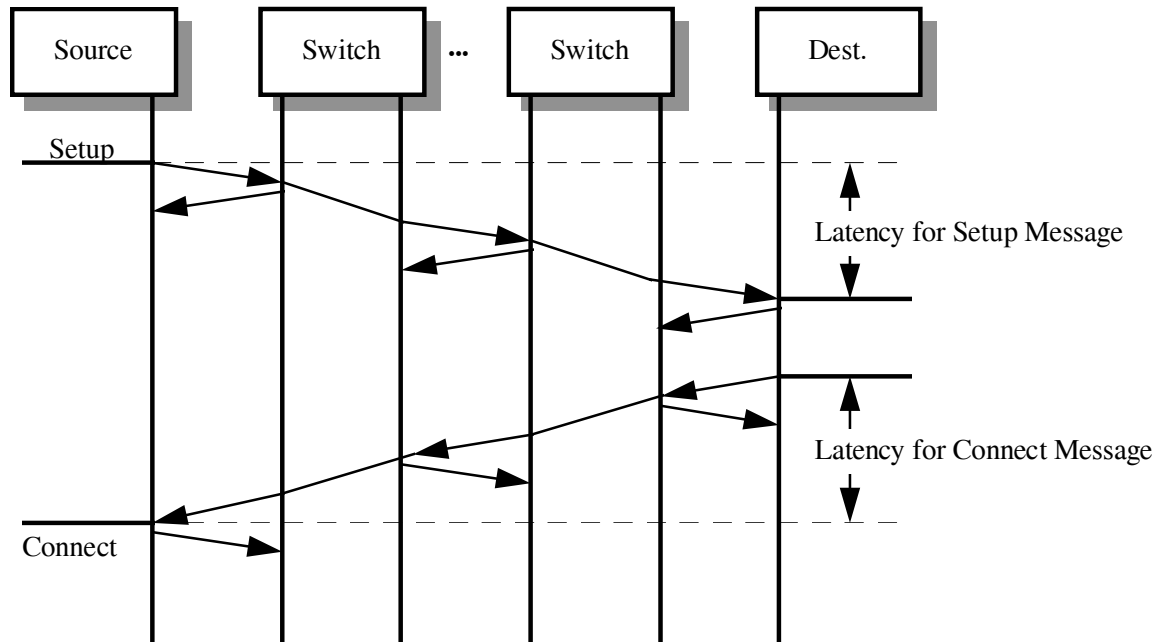 Source
Switch
...
Switch
Dest.
Setup
Latency for Setup Message
Latency for Connect Message
Connect